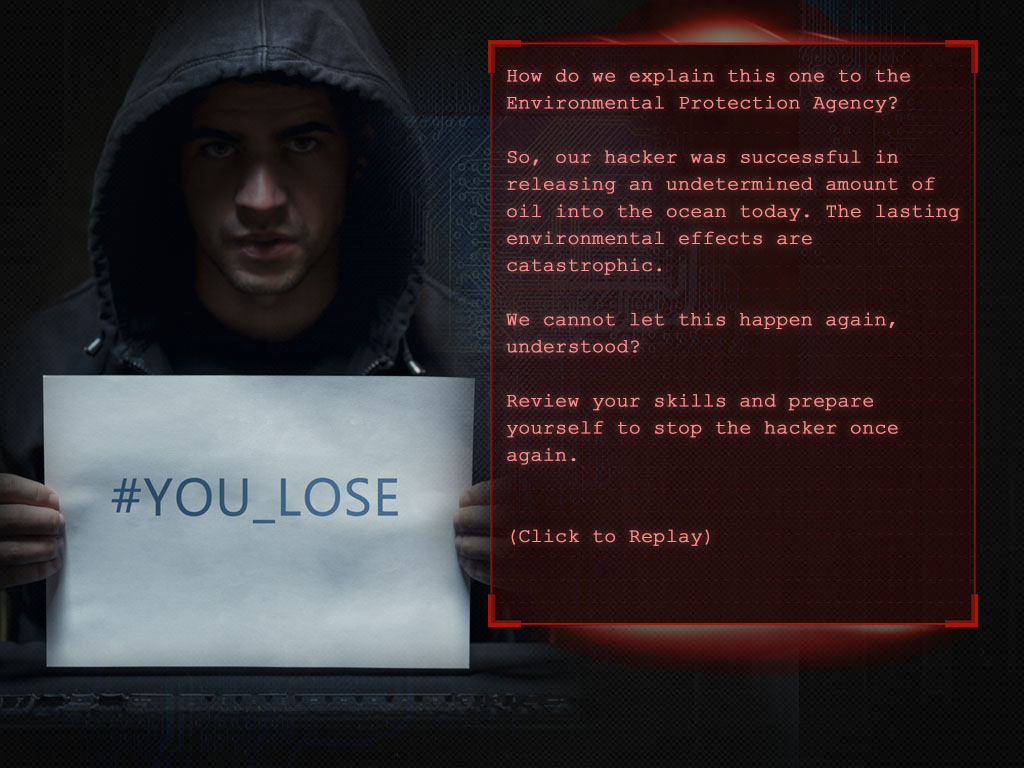 How do we explain this one to the
Environmental Protection Agency?
So, our hacker was successful in
releasing an undetermined amount of
oil into the ocean today. The lasting
environmental effects are
catastrophic.
We cannot let this happen again,
understood?
Review your skills and prepare
yourself to stop the hacker once
again.
(Click to Replay)
#YOU_LOSE